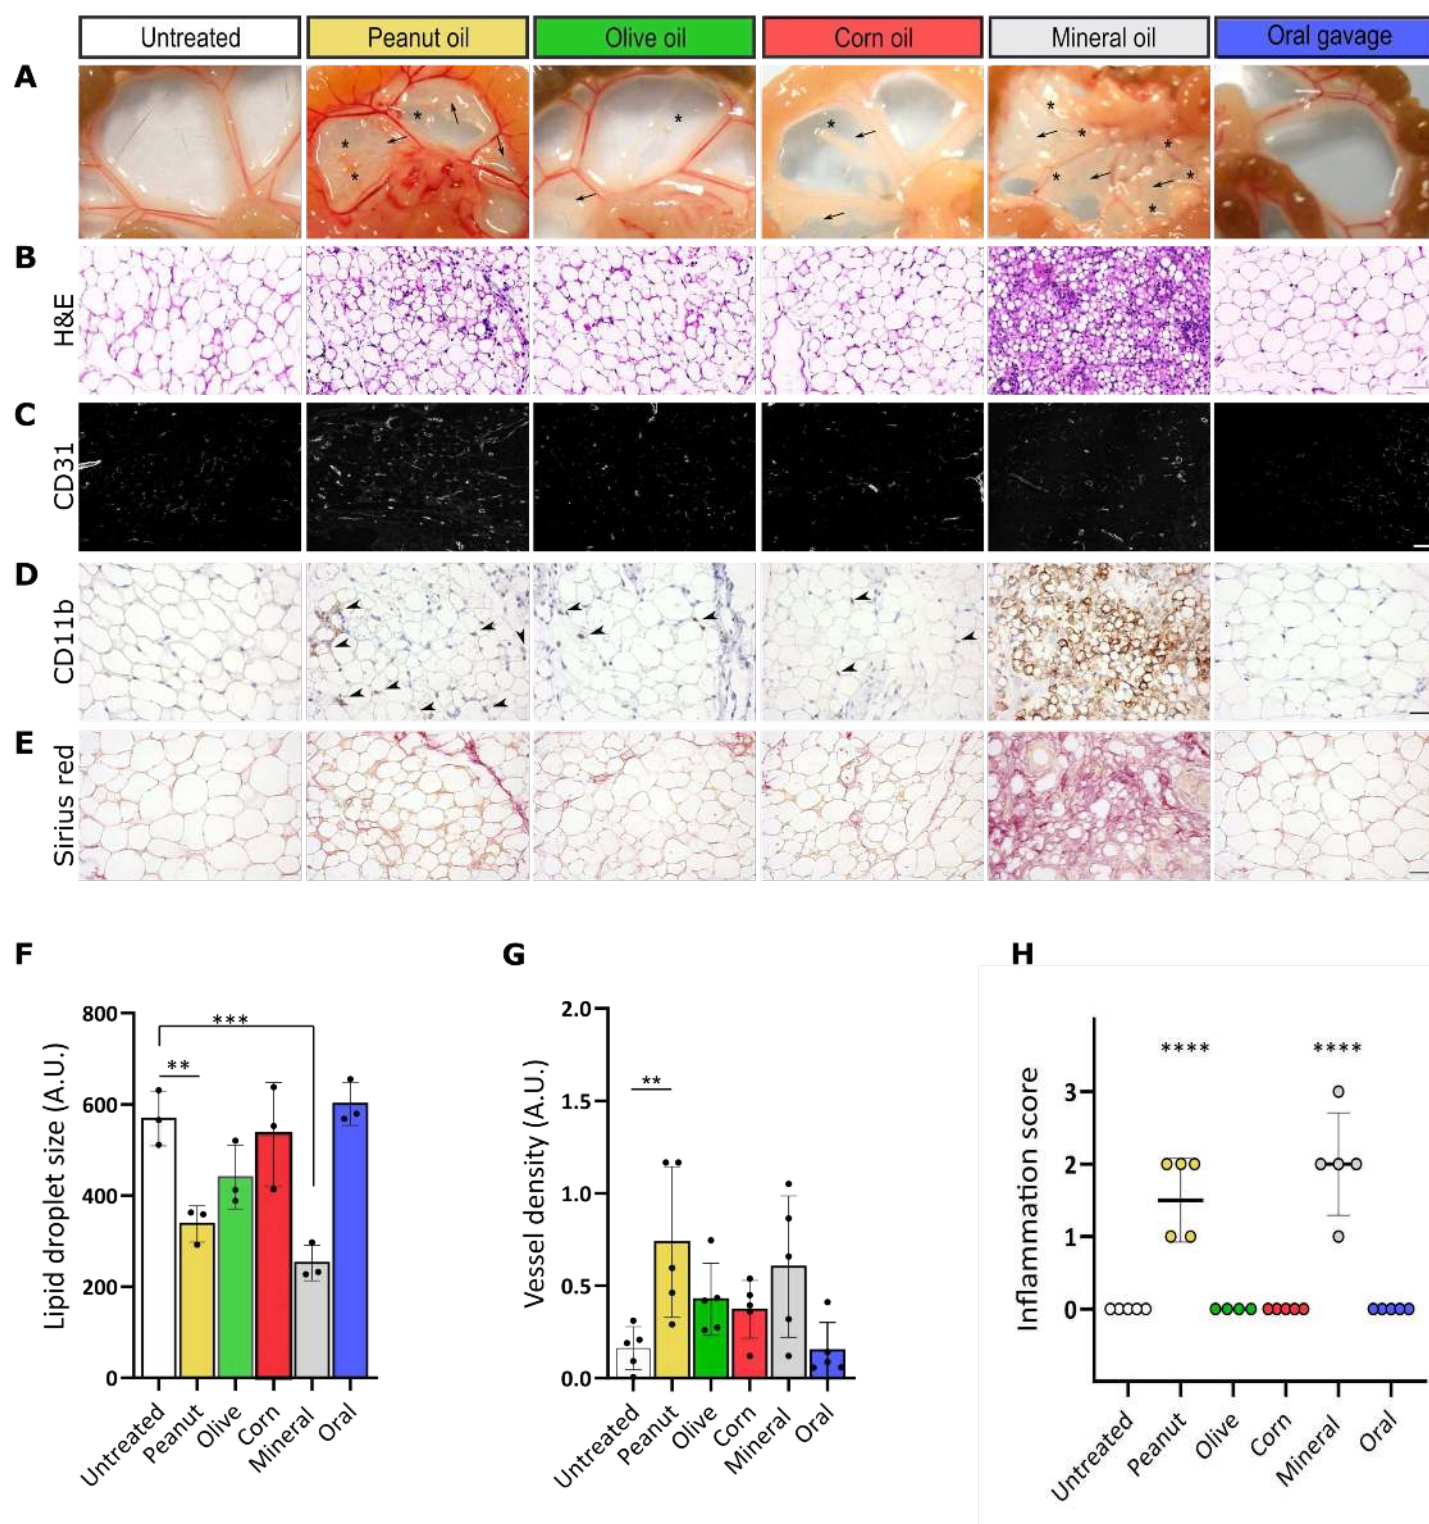 Untreated Peanut oil Olive oil Corn oil Mineral oil Oral gavage
A
* * * * * * * * * * *
B
H&E
C
CD31
D
CD11b
E
Sirius red
F
Lipid droplet size (A.U.)
800
600
400
200
0
***
**
Untreated Peanut Olive Corn Mineral Oral
G
Vessel density (A.U.)
2.0
1.5
1.0
0.5
0.0
**
Untreated Peanut Olive Corn Mineral Oral
H
Inflammation score
3
2
1
0
**** ****
Untreated Peanut Olive Corn Mineral Oral